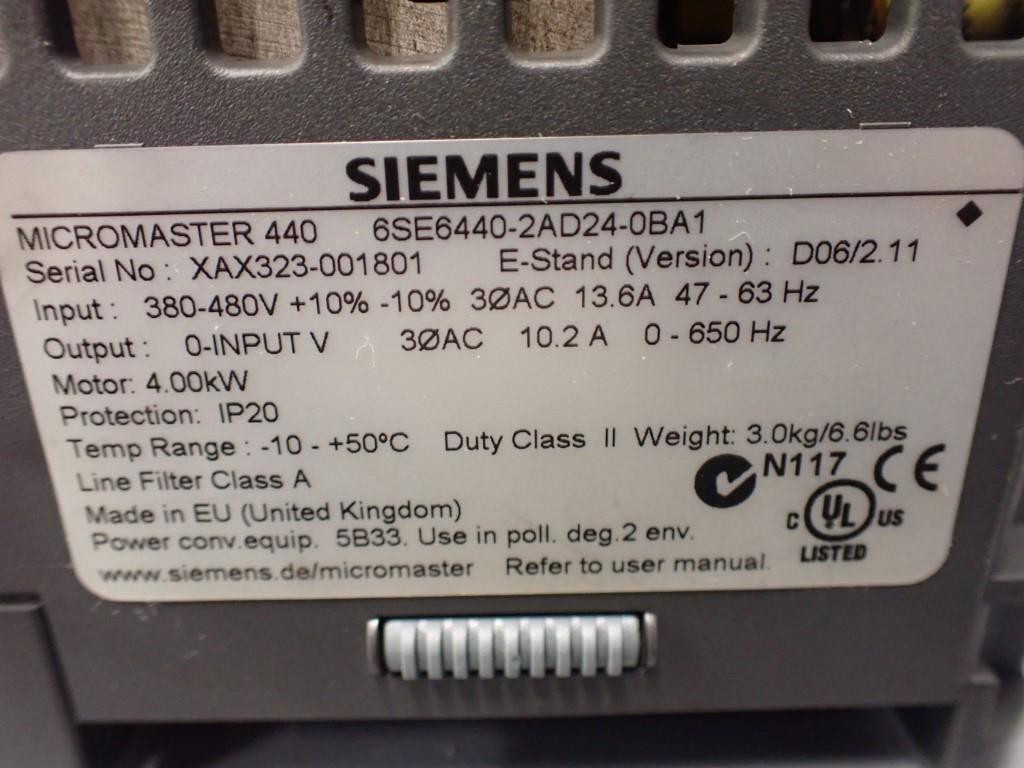 SIEMENS
MICROMASTER 440 6SE6440-2AD24-0BA1
Serial No : XAX323-001801 E-Stand (Version) : D06/2.11
Input : 380-480V +10% -10% 3ØAC 13.6A 47 - 63 Hz
Output : 0-INPUT V 3ØAC 10.2 A 0 - 650 Hz
Motor: 4.00kW
Protection: IP20
Temp Range : -10 - +50°C Duty Class II Weight: 3.0kg/6.6lbs
Line Filter Class A N117 CE
Made in EU (United Kingdom) C UL US
Power conv.equip. 5B33. Use in poll. deg.2 env. LISTED
www.siemens.de/micromaster Refer to user manual.